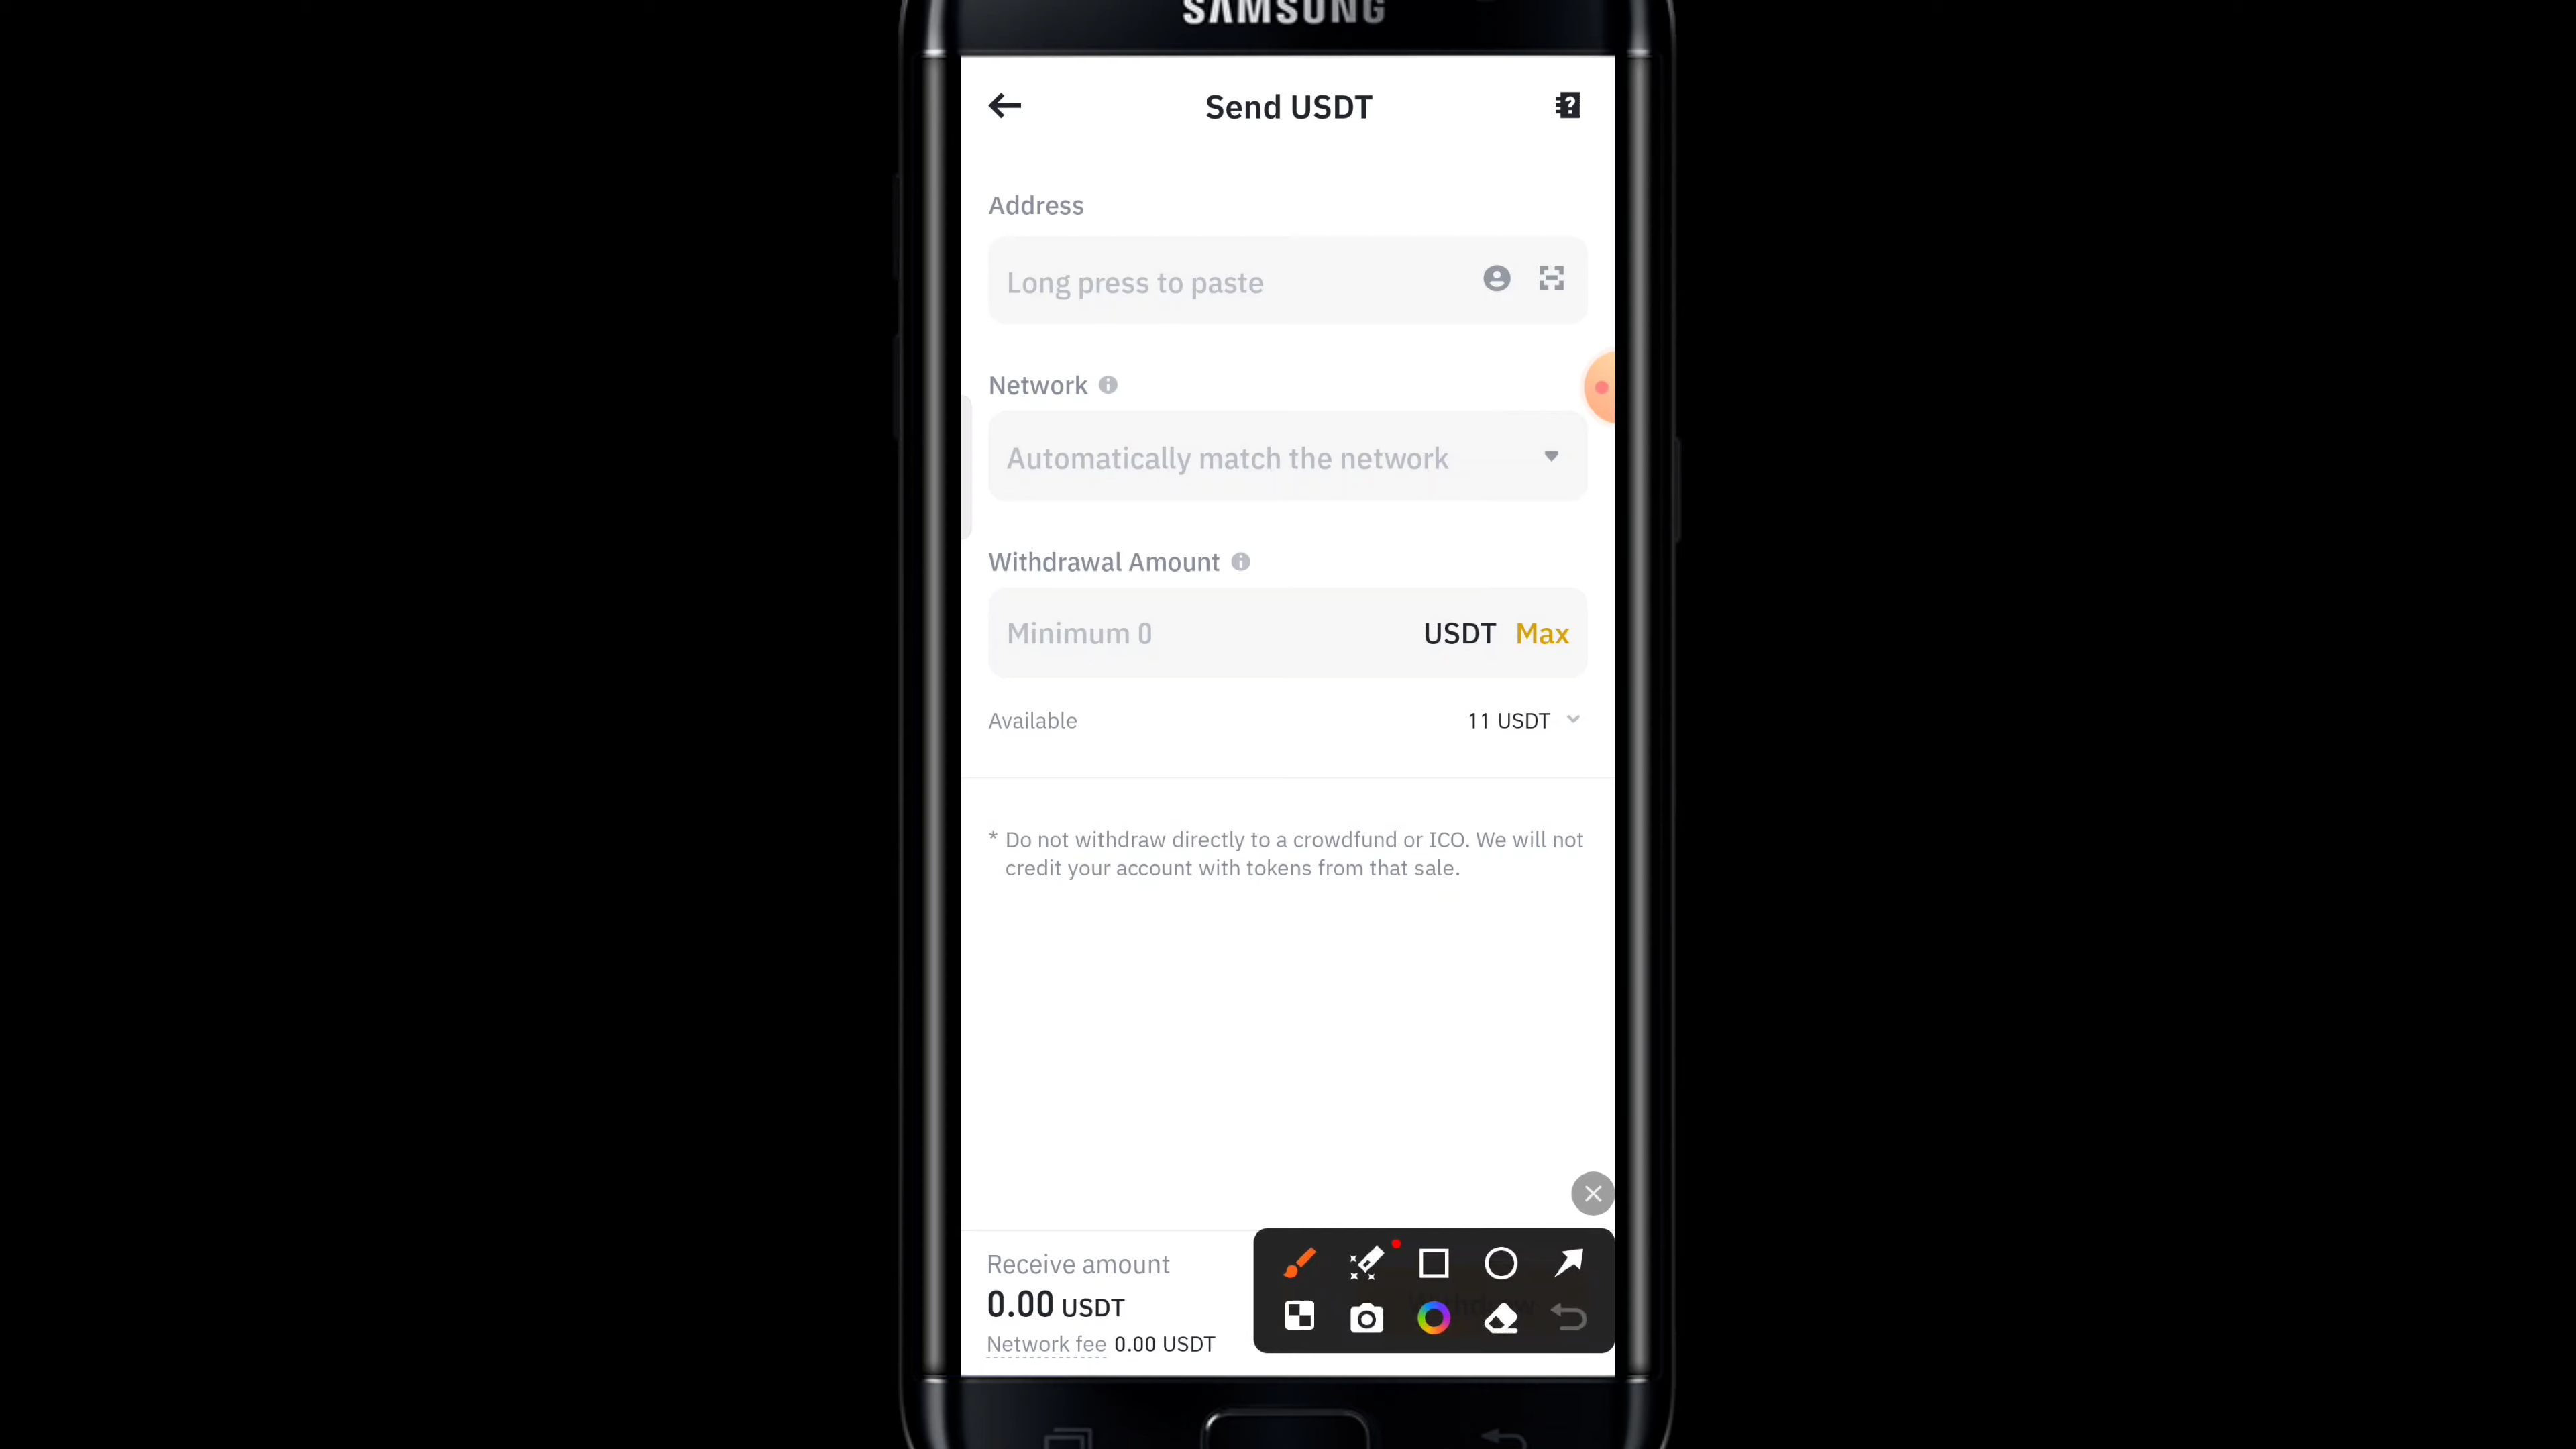 SAMSUNG
Send USDT
Address
Long press to paste
Network
Automatically match the network
Withdrawal Amount
Minimum 0 USDT Max
Available 11 USDT
* Do not withdraw directly to a crowdfund or ICO. We will not
credit your account with tokens from that sale.
Receive amount
0.00 USDT
Network fee 0.00 USDT